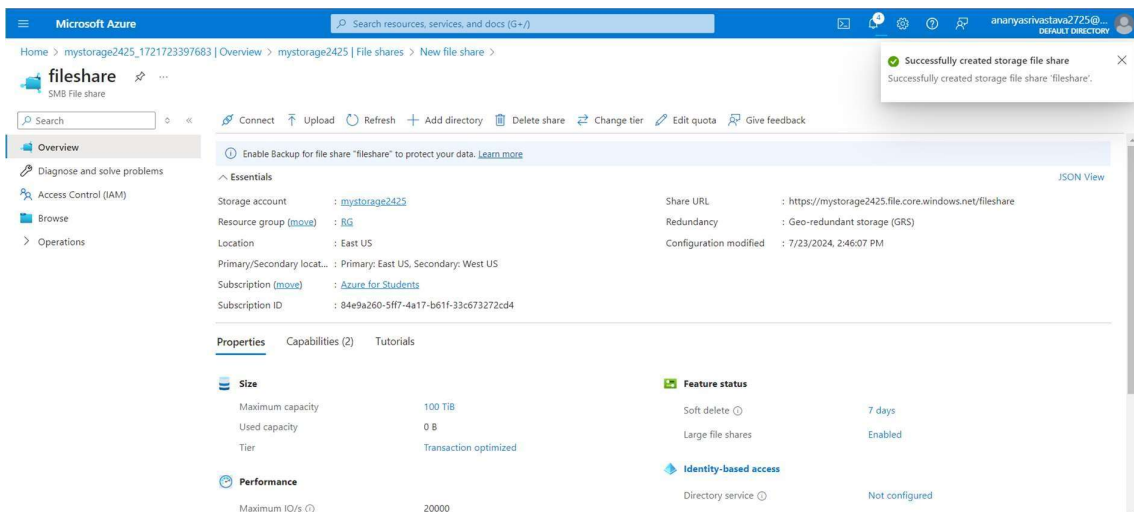 Microsoft Azure
Search resources, services, and docs (G+/)
4
ananyasrivastava2725@...
DEFAULT DIRECTORY
Home > mystorage2425_1721723397683 | Overview > mystorage2425 | File shares > New file share >
Successfully created storage file share
Successfully created storage file share 'fileshare'.
fileshare ...
SMB File share
Search
Connect Upload Refresh Add directory Delete share Change tier Edit quota Give feedback
Overview
Diagnose and solve problems
Access Control (IAM)
Browse
Operations
Enable Backup for file share "fileshare" to protect your data. Learn more
Essentials
JSON View
Storage account : mystorage2425
Resource group (move) : RG
Location : East US
Primary/Secondary locat... : Primary: East US, Secondary: West US
Subscription (move) : Azure for Students
Subscription ID : 84e9a260-5ff7-4a17-b61f-33c673272cd4
Share URL : https://mystorage2425.file.core.windows.net/fileshare
Redundancy : Geo-redundant storage (GRS)
Configuration modified : 7/23/2024, 2:46:07 PM
Properties Capabilities (2) Tutorials
Size
Maximum capacity 100 TiB
Used capacity 0 B
Tier Transaction optimized
Performance
Maximum IO/s 20000
Feature status
Soft delete 7 days
Large file shares Enabled
Identity-based access
Directory service Not configured